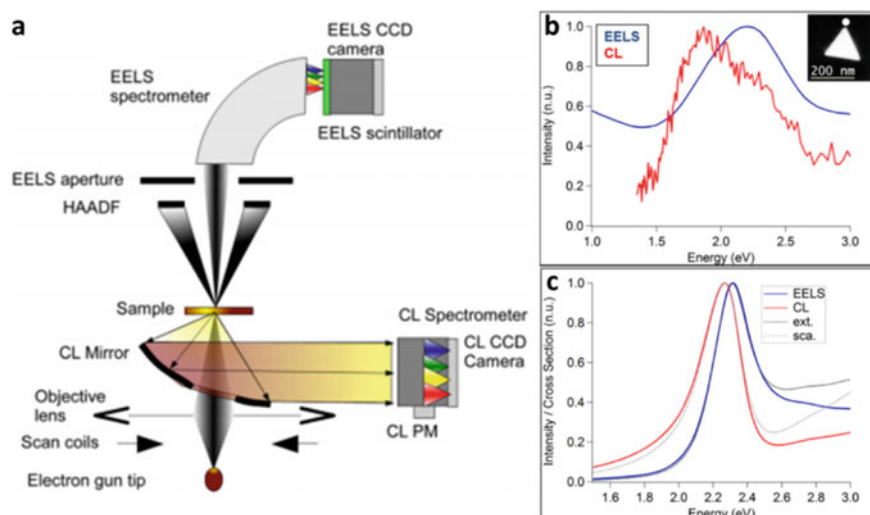 a
EELS CCD
camera
EELS
spectrometer
EELS scintillator
EELS aperture
HAADF
Sample
CL Mirror
CL Spectrometer
CL CCD
Camera
Objective
lens
Scan coils
CL PM
Electron gun tip
b
EELS
CL
200 nm
Intensity (n.u.)
1.0
0.8
0.6
0.4
0.2
0.0
1.0 1.5 2.0 2.5 3.0
Energy (eV)
c
EELS
CL
ext.
sca.
Intensity / Cross Section (n.u.)
1.0
0.8
0.6
0.4
0.2
0.0
1.6 1.8 2.0 2.2 2.4 2.6 2.8 3.0
Energy (eV)